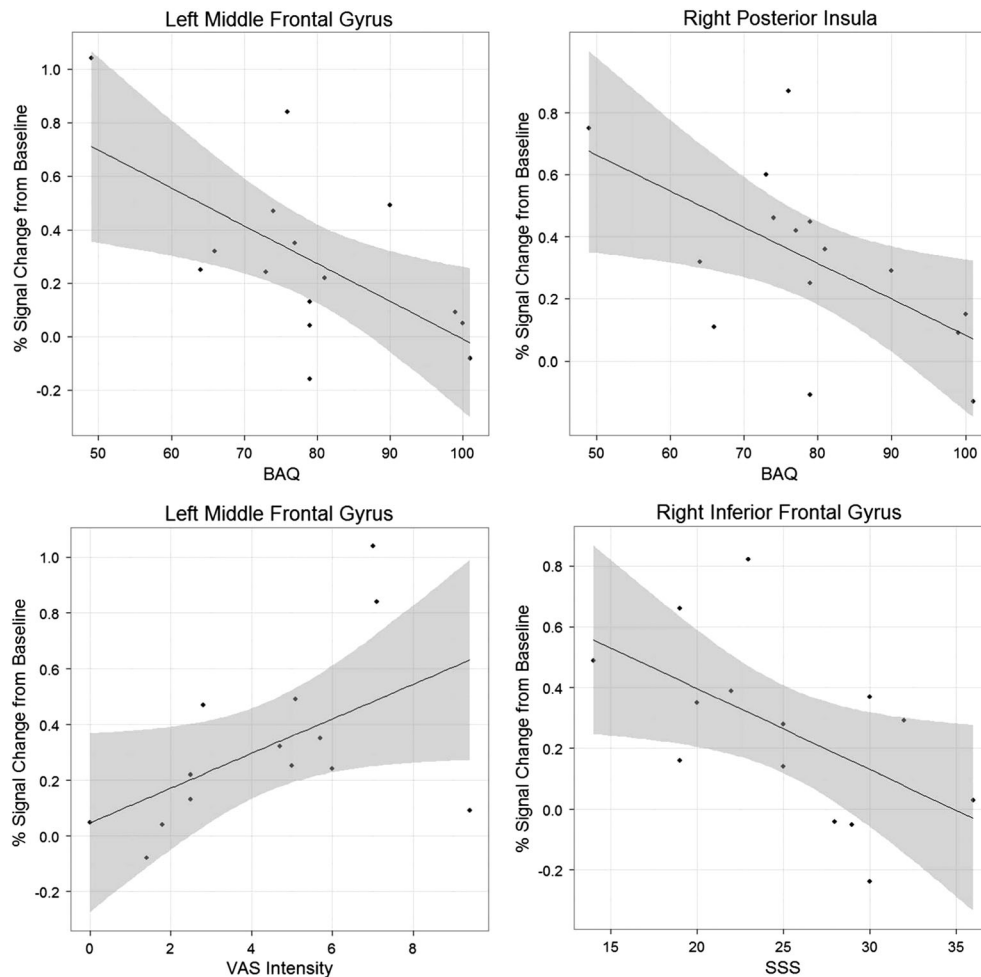 Left Middle Frontal Gyrus
% Signal Change from Baseline
1.0
0.8
0.6
0.4
0.2
0.0
-0.2
50 60 70 80 90 100
BAQ
Right Posterior Insula
% Signal Change from Baseline
0.8
0.6
0.4
0.2
0.0
50 60 70 80 90 100
BAQ
Left Middle Frontal Gyrus
% Signal Change from Baseline
1.0
0.8
0.6
0.4
0.2
0.0
-0.2
0 2 4 6 8
VAS Intensity
Right Inferior Frontal Gyrus
% Signal Change from Baseline
0.8
0.6
0.4
0.2
0.0
-0.2
15 20 25 30 35
SSS